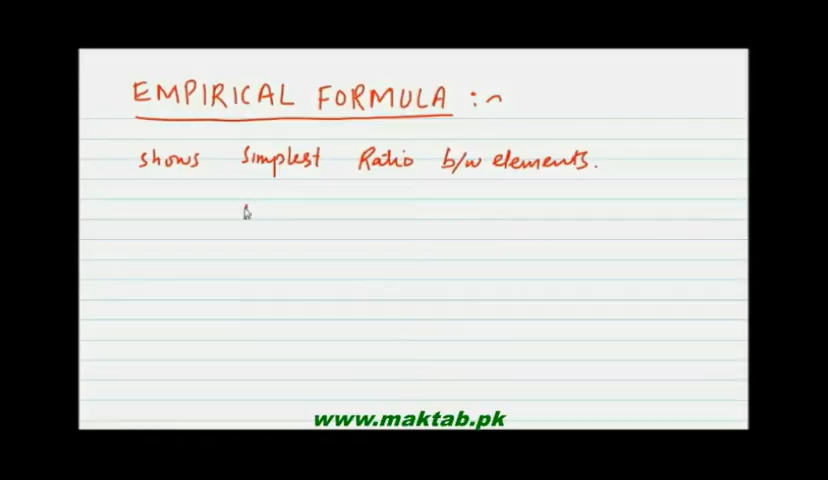 EMPIRICAL FORMULA :~
shows Simplest Ratio b/w elements.
www.maktab.pk